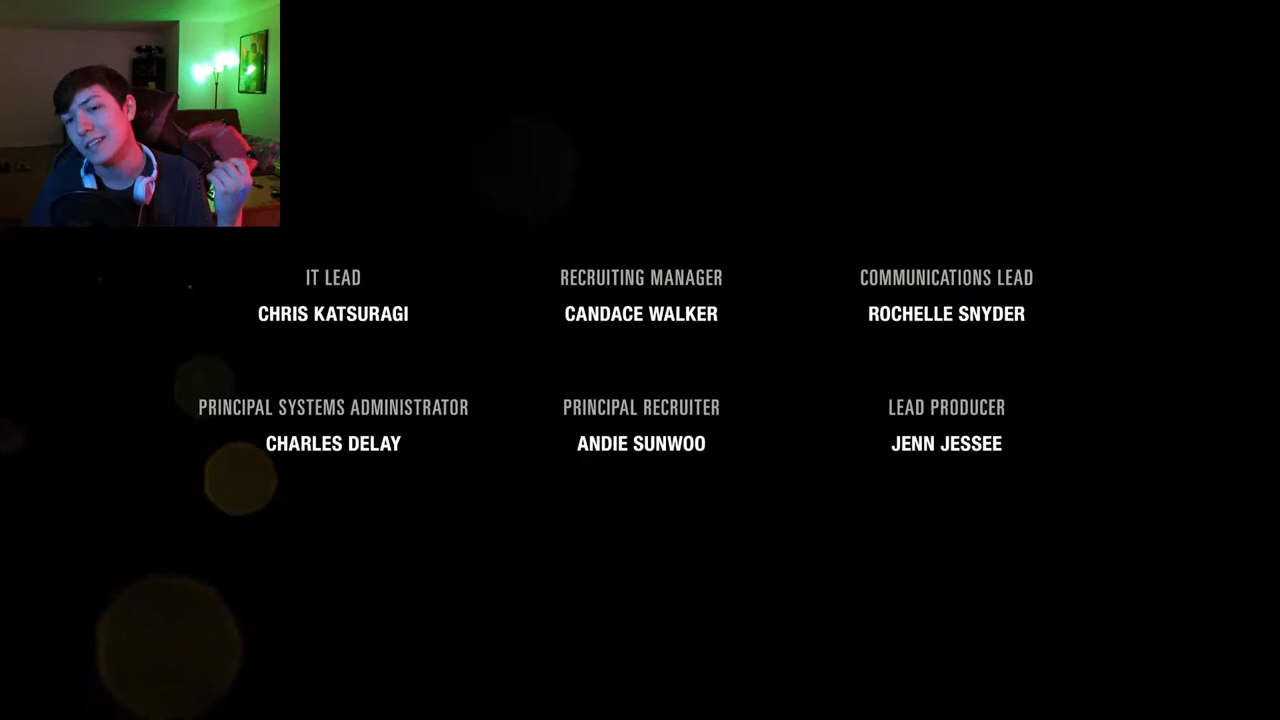 IT LEAD
RECRUITING MANAGER
COMMUNICATIONS LEAD
CHRIS KATSURAGI
CANDACE WALKER
ROCHELLE SNYDER
PRINCIPAL SYSTEMS ADMINISTRATOR
PRINCIPAL RECRUITER
LEAD PRODUCER
CHARLES DELAY
ANDIE SUNWOO
JENN JESSEE